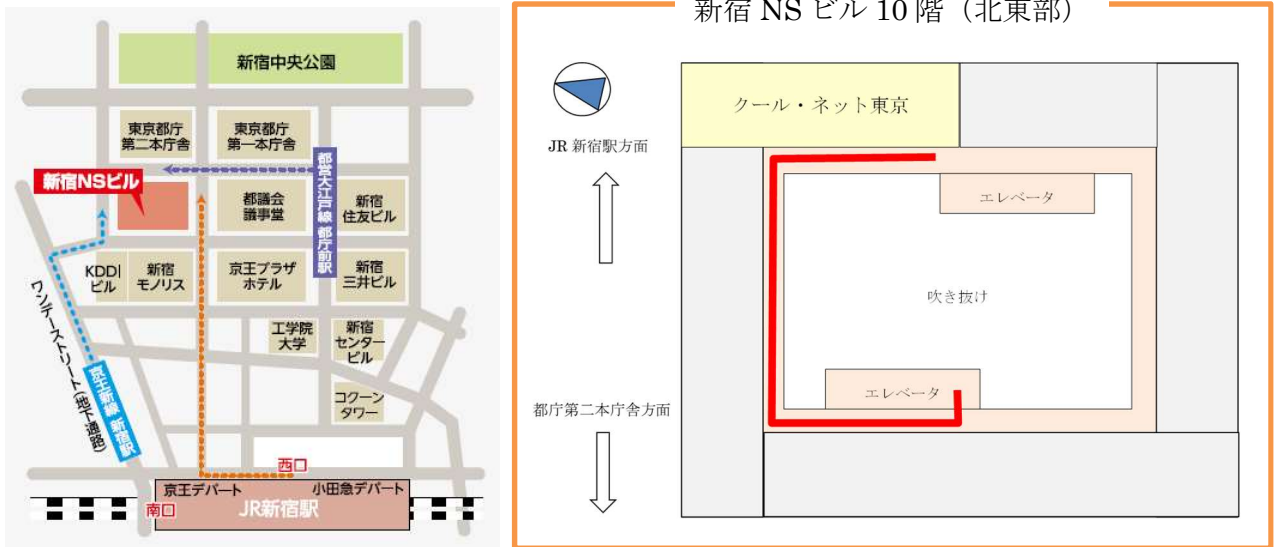 新宿中央公園
東京都庁
第二本庁舎
東京都庁
第一本庁舎
新宿NSビル
都議会
議事堂
都営大江戸線 都庁前駅
新宿
住友ビル
KDDI
ビル
新宿
モノリス
京王プラザ
ホテル
新宿
三井ビル
ワンデーストリート(地下通路)
工学院
大学
新宿
センター
ビル
京王新線 新宿駅
コクーン
タワー
西口
京王デパート
小田急デパート
南口
JR新宿駅
新宿 NS ビル 10 階（北東部）
クール・ネット東京
JR 新宿駅方面
エレベータ
吹き抜け
エレベータ
都庁第二本庁舎方面